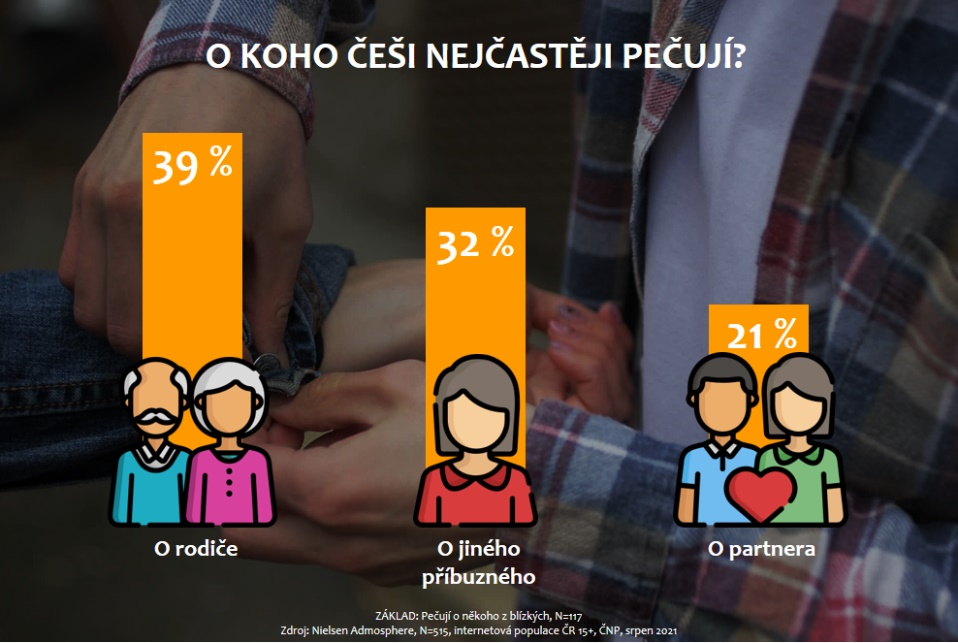 O KOHO ČEŠI NEJČASTĚJI PEČUJÍ?
39 %
32 %
21 %
O rodiče
O jiného
příbuzného
O partnera
ZÁKLAD: Pečují o někoho z blízkých, N=117
Zdroj: Nielsen Admosphere, N=515, internetová populace ČR 15+, ČNP, srpen 2021